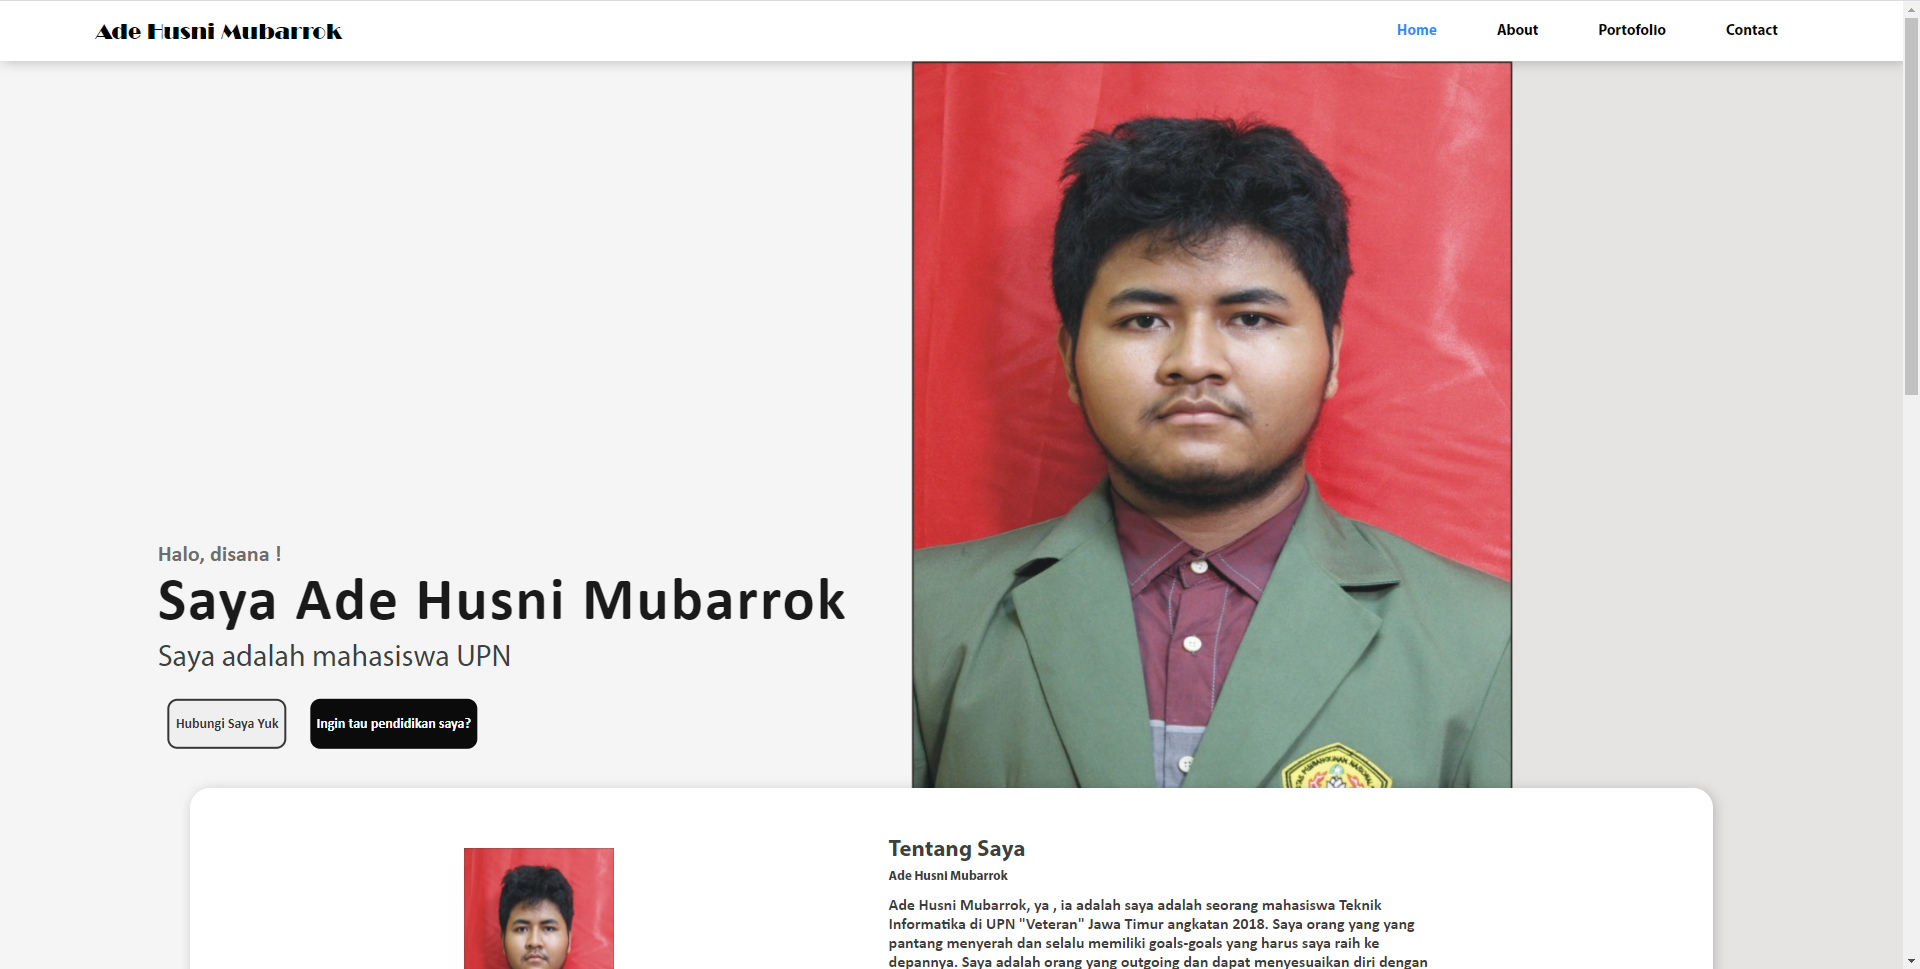 Ade Husni Mubarrok
Home
About
Portofolio
Contact
Halo, disana !
Saya Ade Husni Mubarrok
Saya adalah mahasiswa UPN
Hubungi Saya Yuk
Ingin tau pendidikan saya?
Tentang Saya
Ade Husni Mubarrok
Ade Husni Mubarrok, ya , ia adalah saya adalah seorang mahasiswa Teknik
Informatika di UPN "Veteran" Jawa Timur angkatan 2018. Saya orang yang yang
pantang menyerah dan selalu memiliki goals-goals yang harus saya raih ke
depannya. Saya adalah orang yang outgoing dan dapat menyesuaikan diri dengan